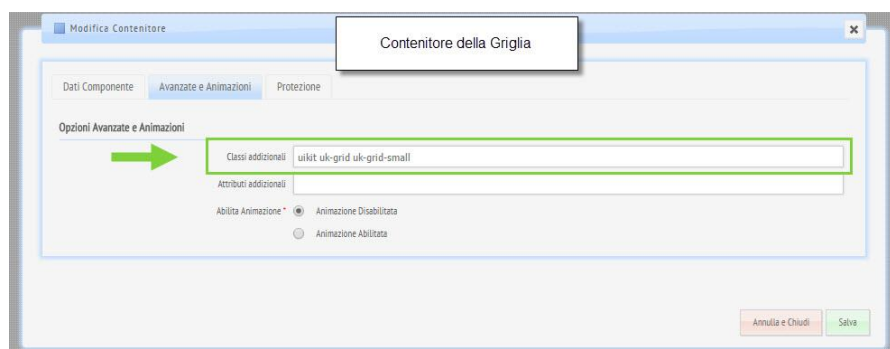 Modifica Contenitore
Contenitore della Griglia
Dati Componente Avanzate e Animazioni Protezione
Opzioni Avanzate e Animazioni
Classi addizionali uikit uk-grid uk-grid-small
Attributi addizionali
Abilita Animazione * Animazione Disabilitata
Animazione Abilitata
Annulla e Chiudi Salva